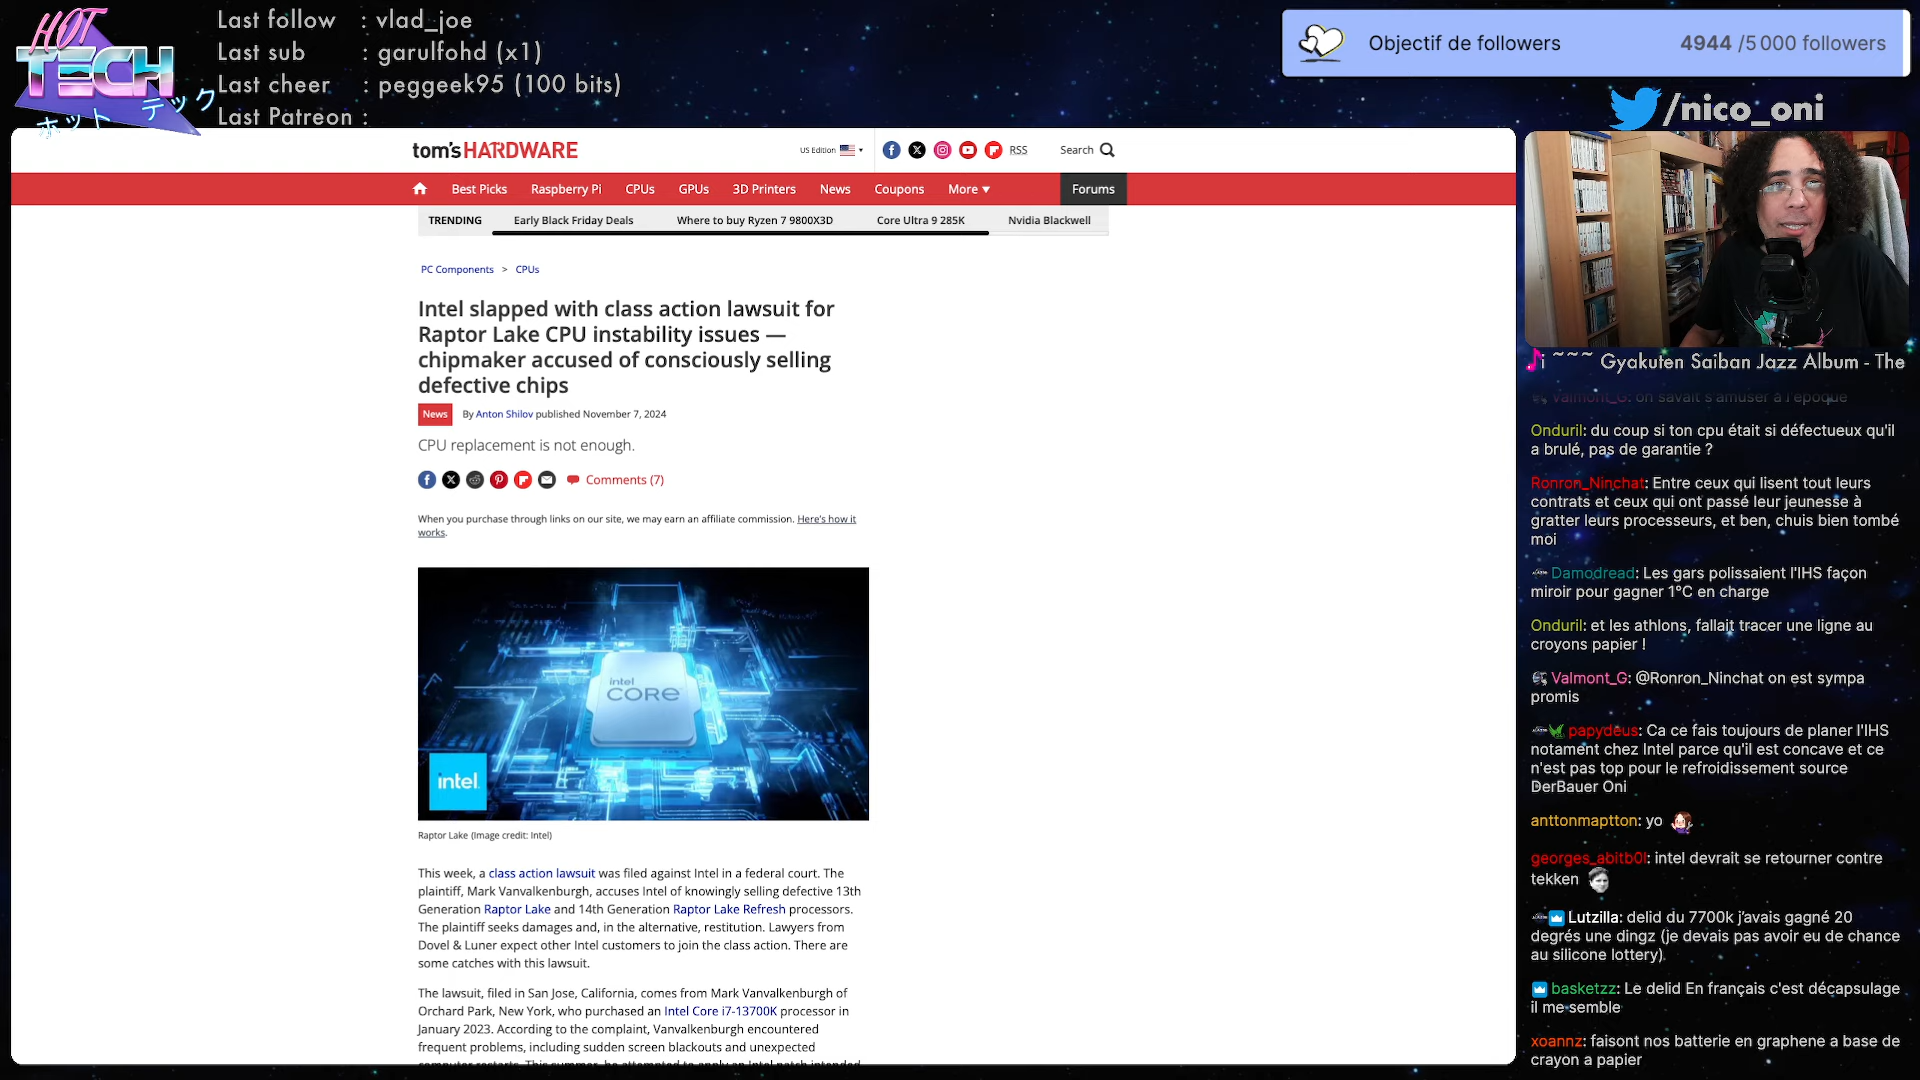 HOT
TECH
ホット テック
Last follow : vlad_joe
Last sub : garulfohd (x1)
Last cheer : peggeek95 (100 bits)
Last Patreon :
Objectif de followers 4944 /5 000 followers
/nico_oni
tom's HARDWARE
US Edition
RSS
Search
Best Picks Raspberry Pi CPUs GPUs 3D Printers News Coupons More ▼ Forums
TRENDING Early Black Friday Deals Where to buy Ryzen 7 9800X3D Core Ultra 9 285K Nvidia Blackwell
PC Components > CPUs
Intel slapped with class action lawsuit for
Raptor Lake CPU instability issues —
chipmaker accused of consciously selling
defective chips
News By Anton Shilov published November 7, 2024
CPU replacement is not enough.
Comments (7)
When you purchase through links on our site, we may earn an affiliate commission. Here's how it
works.
intel
CORE
intel.
Raptor Lake (Image credit: Intel)
This week, a class action lawsuit was filed against Intel in a federal court. The
plaintiff, Mark Vanvalkenburgh, accuses Intel of knowingly selling defective 13th
Generation Raptor Lake and 14th Generation Raptor Lake Refresh processors.
The plaintiff seeks damages and, in the alternative, restitution. Lawyers from
Dovel & Luner expect other Intel customers to join the class action. There are
some catches with this lawsuit.
The lawsuit, filed in San Jose, California, comes from Mark Vanvalkenburgh of
Orchard Park, New York, who purchased an Intel Core i7-13700K processor in
January 2023. According to the complaint, Vanvalkenburgh encountered
frequent problems, including sudden screen blackouts and unexpected
computer restarts. This summer, he attempted to apply an Intel patch intended
i ~~~ Gyakuten Saiban Jazz Album - The
Valmont_G: on savait s'amuser à l'époque
Onduril: du coup si ton cpu était si défectueux qu'il
a brulé, pas de garantie ?
Ronron_Ninchat: Entre ceux qui lisent tout leurs
contrats et ceux qui ont passé leur jeunesse à
gratter leurs processeurs, et ben, chuis bien tombé
moi
Damodread: Les gars polissaient l'IHS façon
miroir pour gagner 1°C en charge
Onduril: et les athlons, fallait tracer une ligne au
croyons papier !
Valmont_G: @Ronron_Ninchat on est sympa
promis
papydeus: Ca ce fais toujours de planer l'IHS
notament chez Intel parce qu'il est concave et ce
n'est pas top pour le refroidissement source
DerBauer Oni
anttonmaptton: yo
georges_abitb0l: intel devrait se retourner contre
tekken
Lutzilla: delid du 7700k j'avais gagné 20
degrés une dingz (je devais pas avoir eu de chance
au silicone lottery)
basketzz: Le delid En français c'est décapsulage
il me semble
xoannz: faisont nos batterie en graphene a base de
crayon a papier